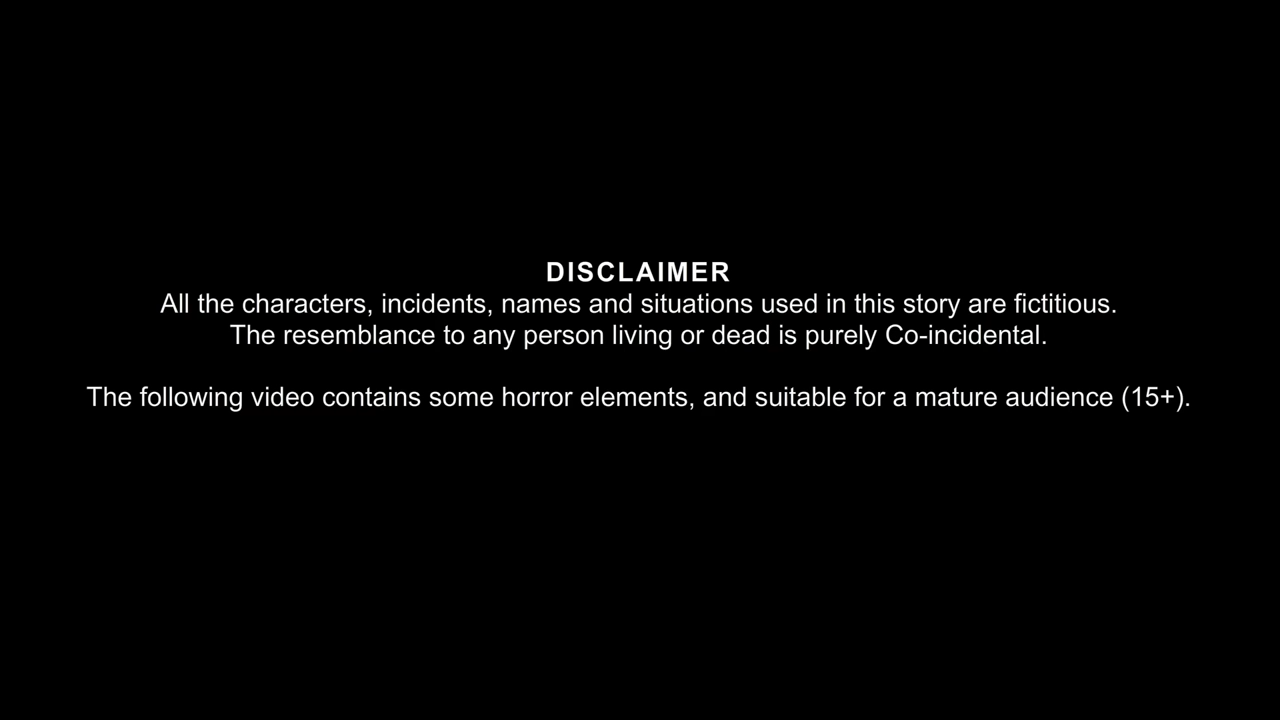 DISCLAIMER
All the characters, incidents, names and situations used in this story are fictitious.
The resemblance to any person living or dead is purely Co-incidental.
The following video contains some horror elements, and suitable for a mature audience (15+).